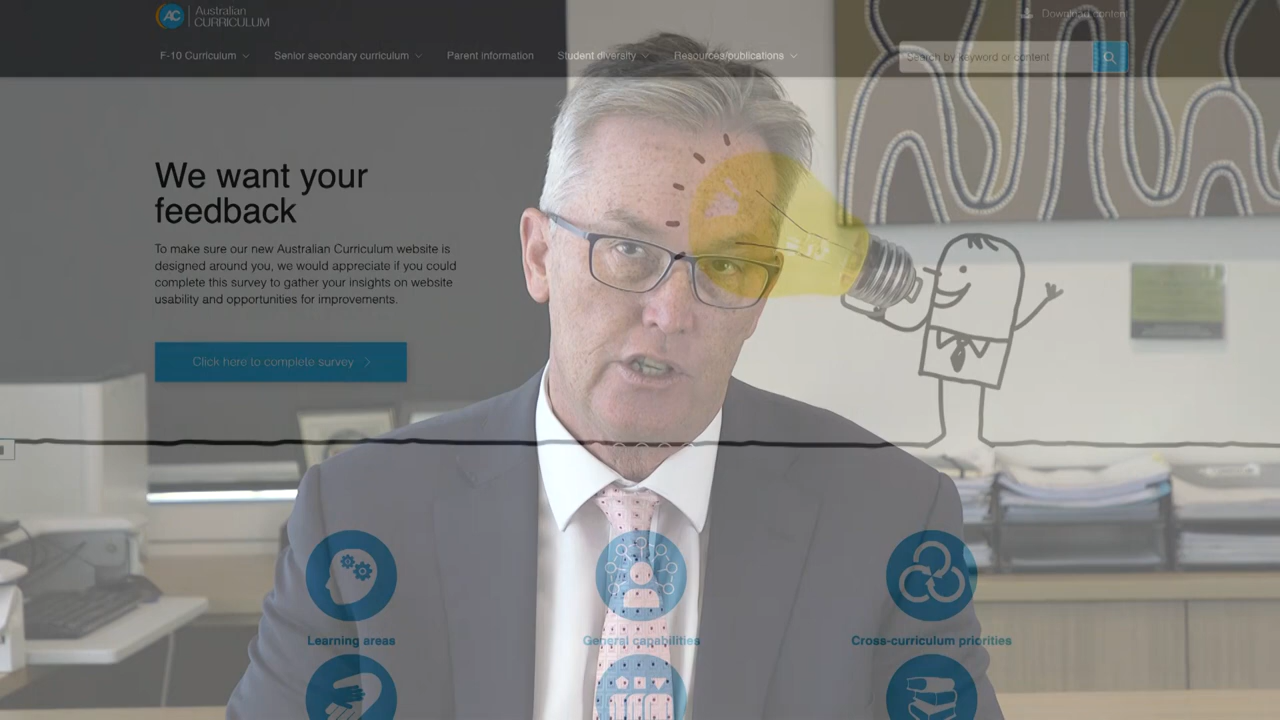 AC Australian
CURRICULUM
Download content
F-10 Curriculum Senior secondary curriculum Parent information Student diversity Resources/publications
Search by keyword or content
We want your
feedback
To make sure our new Australian Curriculum website is
designed around you, we would appreciate if you could
complete this survey to gather your insights on website
usability and opportunities for improvements.
Click here to complete survey
Learning areas General capabilities Cross-curriculum priorities